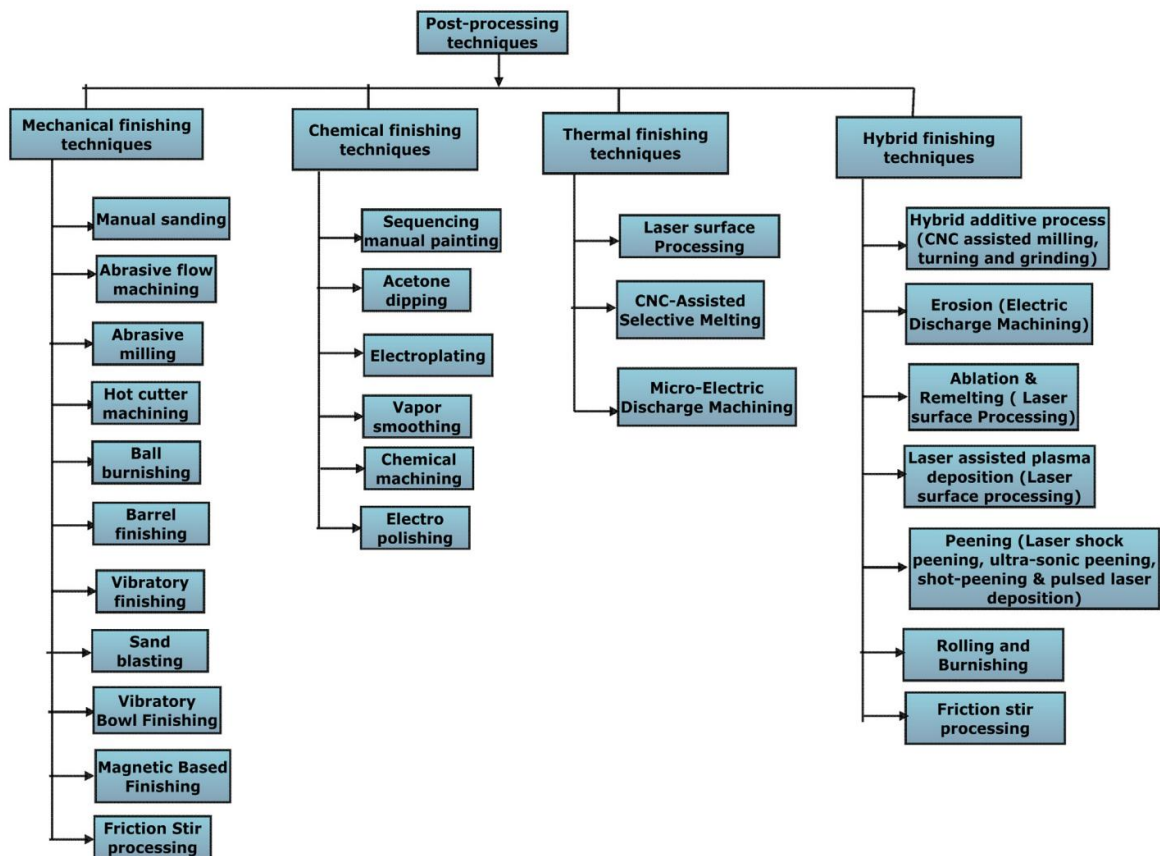 Post-processing
techniques
Mechanical finishing
techniques
Chemical finishing
techniques
Thermal finishing
techniques
Hybrid finishing
techniques
Manual sanding
Abrasive flow
machining
Abrasive
milling
Hot cutter
machining
Ball
burnishing
Barrel
finishing
Vibratory
finishing
Sand
blasting
Vibratory
Bowl Finishing
Magnetic Based
Finishing
Friction Stir
processing
Sequencing
manual painting
Acetone
dipping
Electroplating
Vapor
smoothing
Chemical
machining
Electro
polishing
Laser surface
Processing
CNC-Assisted
Selective Melting
Micro-Electric
Discharge Machining
Hybrid additive process
(CNC assisted milling,
turning and grinding)
Erosion (Electric
Discharge Machining)
Ablation &
Remelting ( Laser
surface Processing)
Laser assisted plasma
deposition (Laser
surface processing)
Peening (Laser shock
peening, ultra-sonic peening,
shot-peening & pulsed laser
deposition)
Rolling and
Burnishing
Friction stir
processing